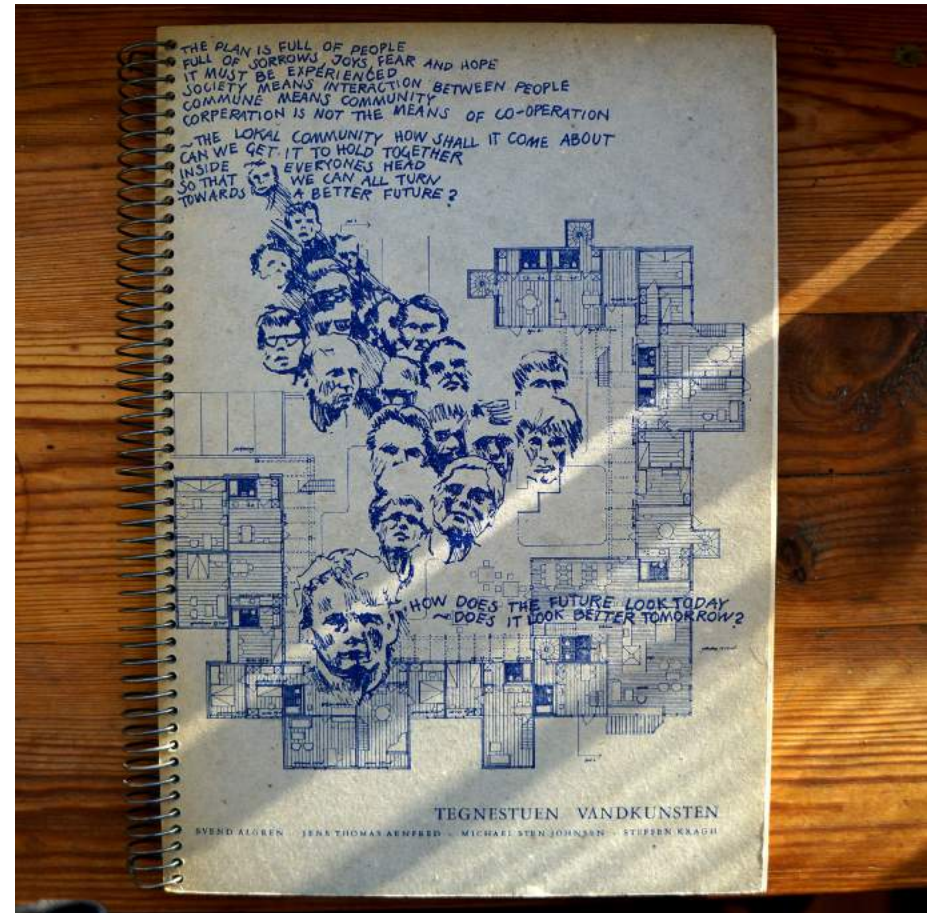 THE PLAN IS FULL OF PEOPLE
FULL OF SORROWS JOYS FEAR AND HOPE
IT MUST BE EXPERIENCED
SOCIETY MEANS INTERACTION BETWEEN PEOPLE
COMMUNE MEANS COMMUNITY
CORPERATION IS NOT THE MEANS OF CO-OPERATION
~THE LOKAL COMMUNITY HOW SHALL IT COME ABOUT
CAN WE GET IT TO HOLD TOGETHER
INSIDE EVERYONES HEAD
SO THAT WE CAN ALL TURN
TOWARDS A BETTER FUTURE?
HOW DOES THE FUTURE LOOK TODAY
~ DOES IT LOOK BETTER TOMORROW?
TEGNESTUEN VANDKUNSTEN
SVEND ALGREN JENS THOMAS ARNFRED - MICHAEL STEN JOHNSEN - STEFFEN KRAGH